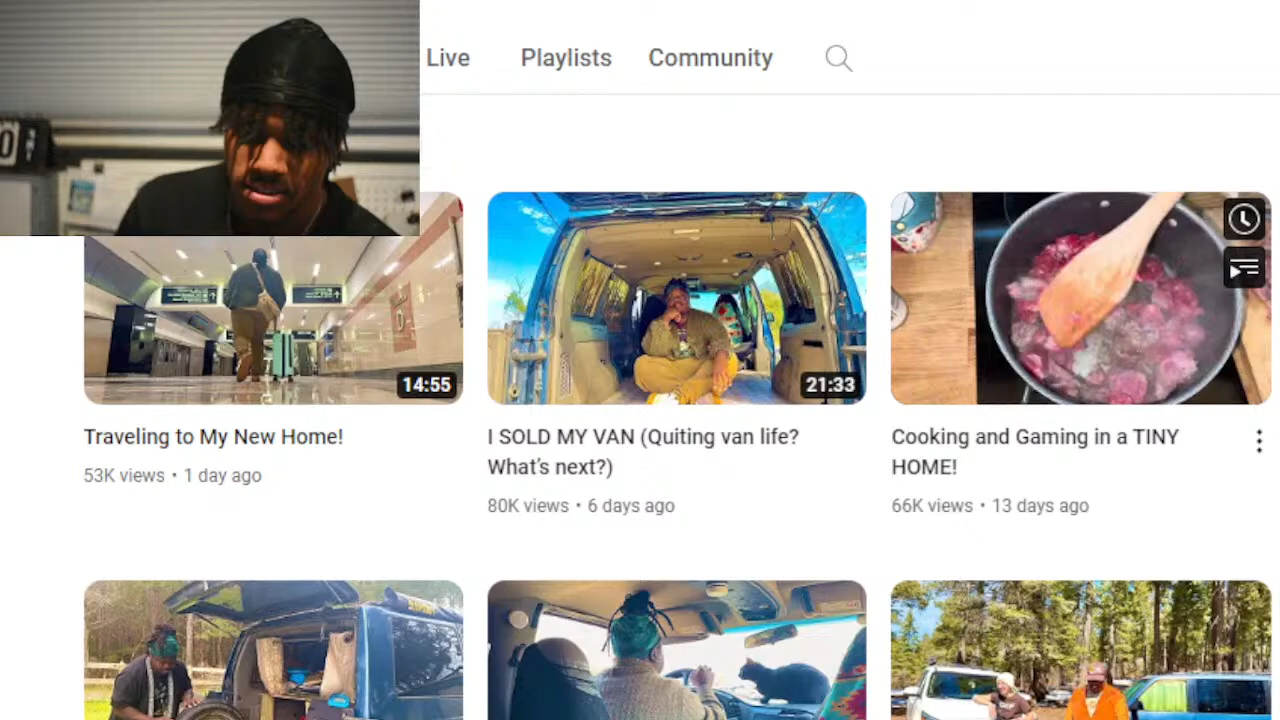 Live Playlists Community
14:55
21:33
Traveling to My New Home!
53K views • 1 day ago
I SOLD MY VAN (Quiting van life?
What's next?)
80K views • 6 days ago
Cooking and Gaming in a TINY
HOME!
66K views • 13 days ago